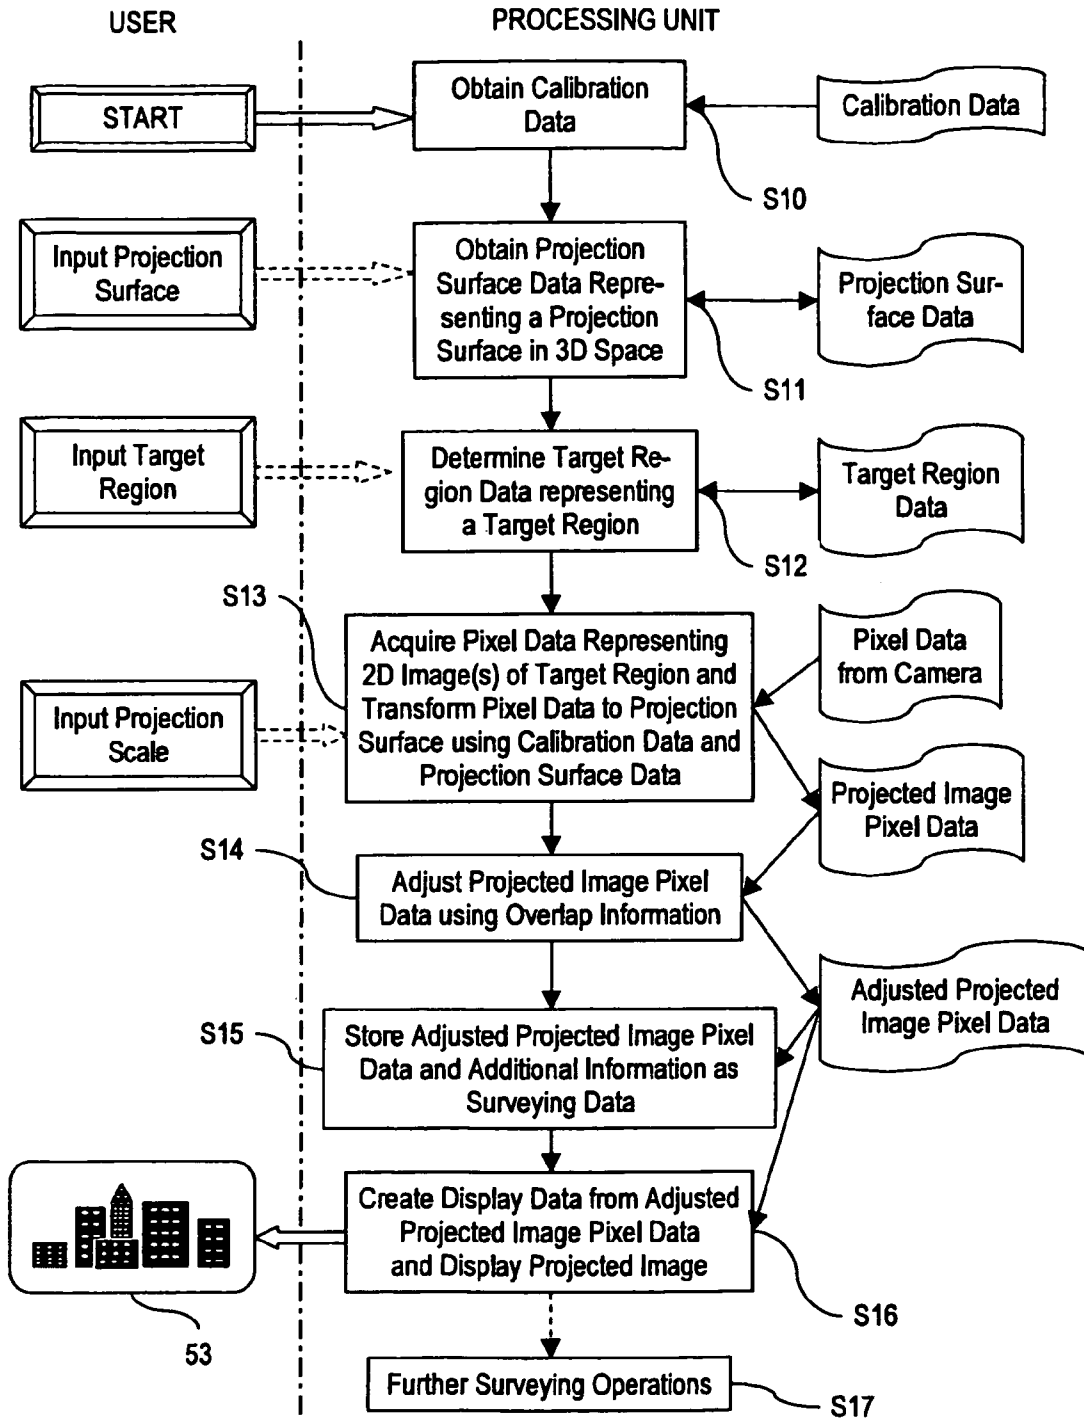 USER
PROCESSING UNIT
START
Obtain Calibration
Data
Calibration Data
S10
Input Projection
Surface
Obtain Projection
Surface Data Repre-
senting a Projection
Surface in 3D Space
Projection Sur-
face Data
S11
Input Target
Region
Determine Target Re-
gion Data representing
a Target Region
Target Region
Data
S12
S13
Acquire Pixel Data Representing
2D Image(s) of Target Region and
Transform Pixel Data to Projection
Surface using Calibration Data and
Projection Surface Data
Pixel Data
from Camera
Input Projection
Scale
Projected Image
Pixel Data
S14
Adjust Projected Image Pixel
Data using Overlap Information
Adjusted Projected
Image Pixel Data
S15
Store Adjusted Projected Image Pixel
Data and Additional Information as
Surveying Data
Create Display Data from Adjusted
Projected Image Pixel Data
and Display Projected Image
S16
53
Further Surveying Operations
S17